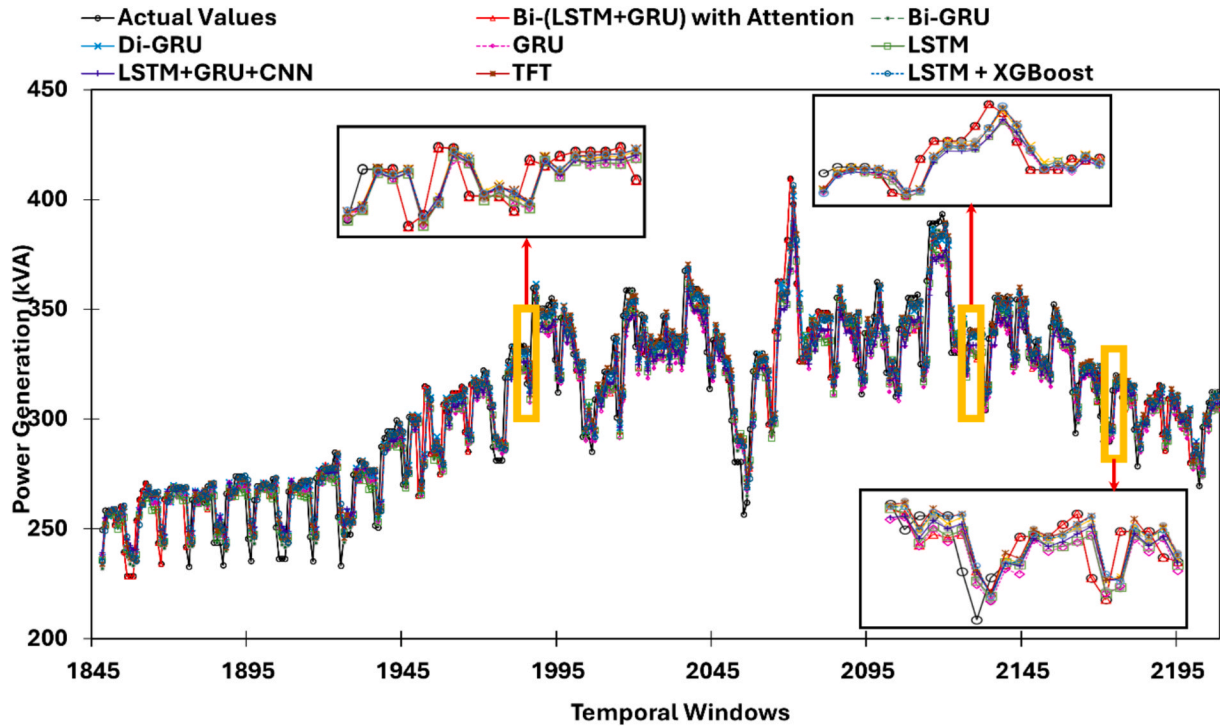 Actual Values Bi-(LSTM+GRU) with Attention Bi-GRU
Di-GRU GRU LSTM
LSTM+GRU+CNN TFT LSTM + XGBoost
450
400
350
300
250
200
Power Generation (kVA)
1845 1895 1945 1995 2045 2095 2145 2195
Temporal Windows